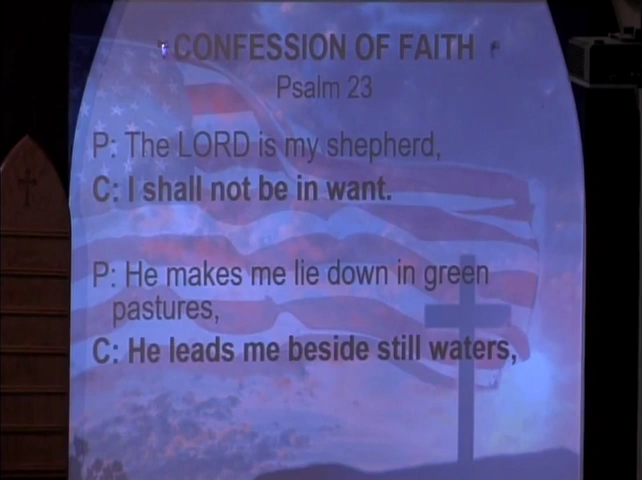 CONFESSION OF FAITH
Psalm 23
P: The LORD is my shepherd,
C: I shall not be in want.
P: He makes me lie down in green
pastures,
C: He leads me beside still waters,